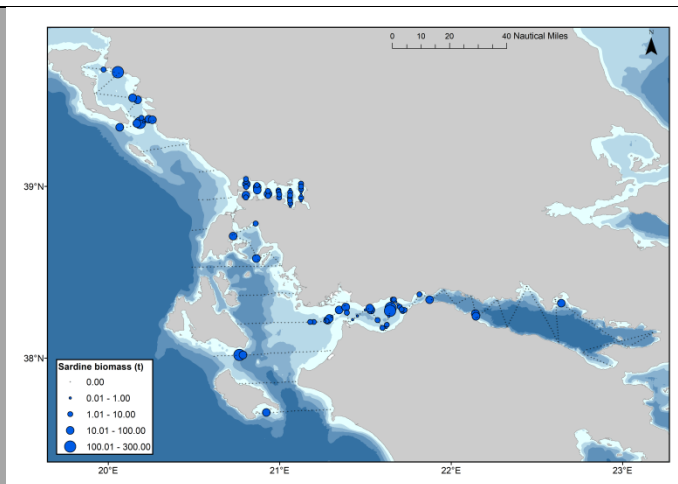 0 10 20 40 Nautical Miles
39°N
38°N
Sardine biomass (t)
0.00
0.01 - 1.00
1.01 - 10.00
10.01 - 100.00
100.01 - 300.00
20°E 21°E 22°E 23°E